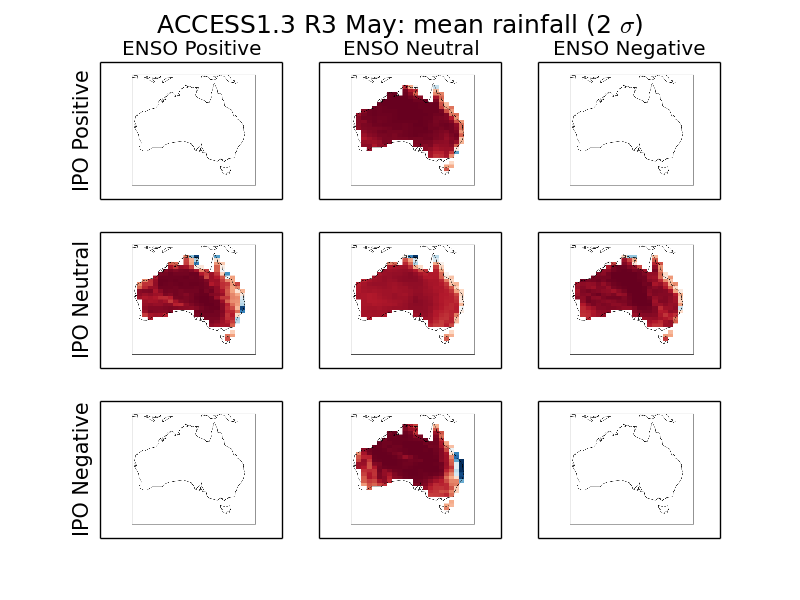 ACCESS1.3 R3 May: mean rainfall (2 σ)
ENSO Positive
ENSO Neutral
ENSO Negative
IPO Positive
IPO Neutral
IPO Negative